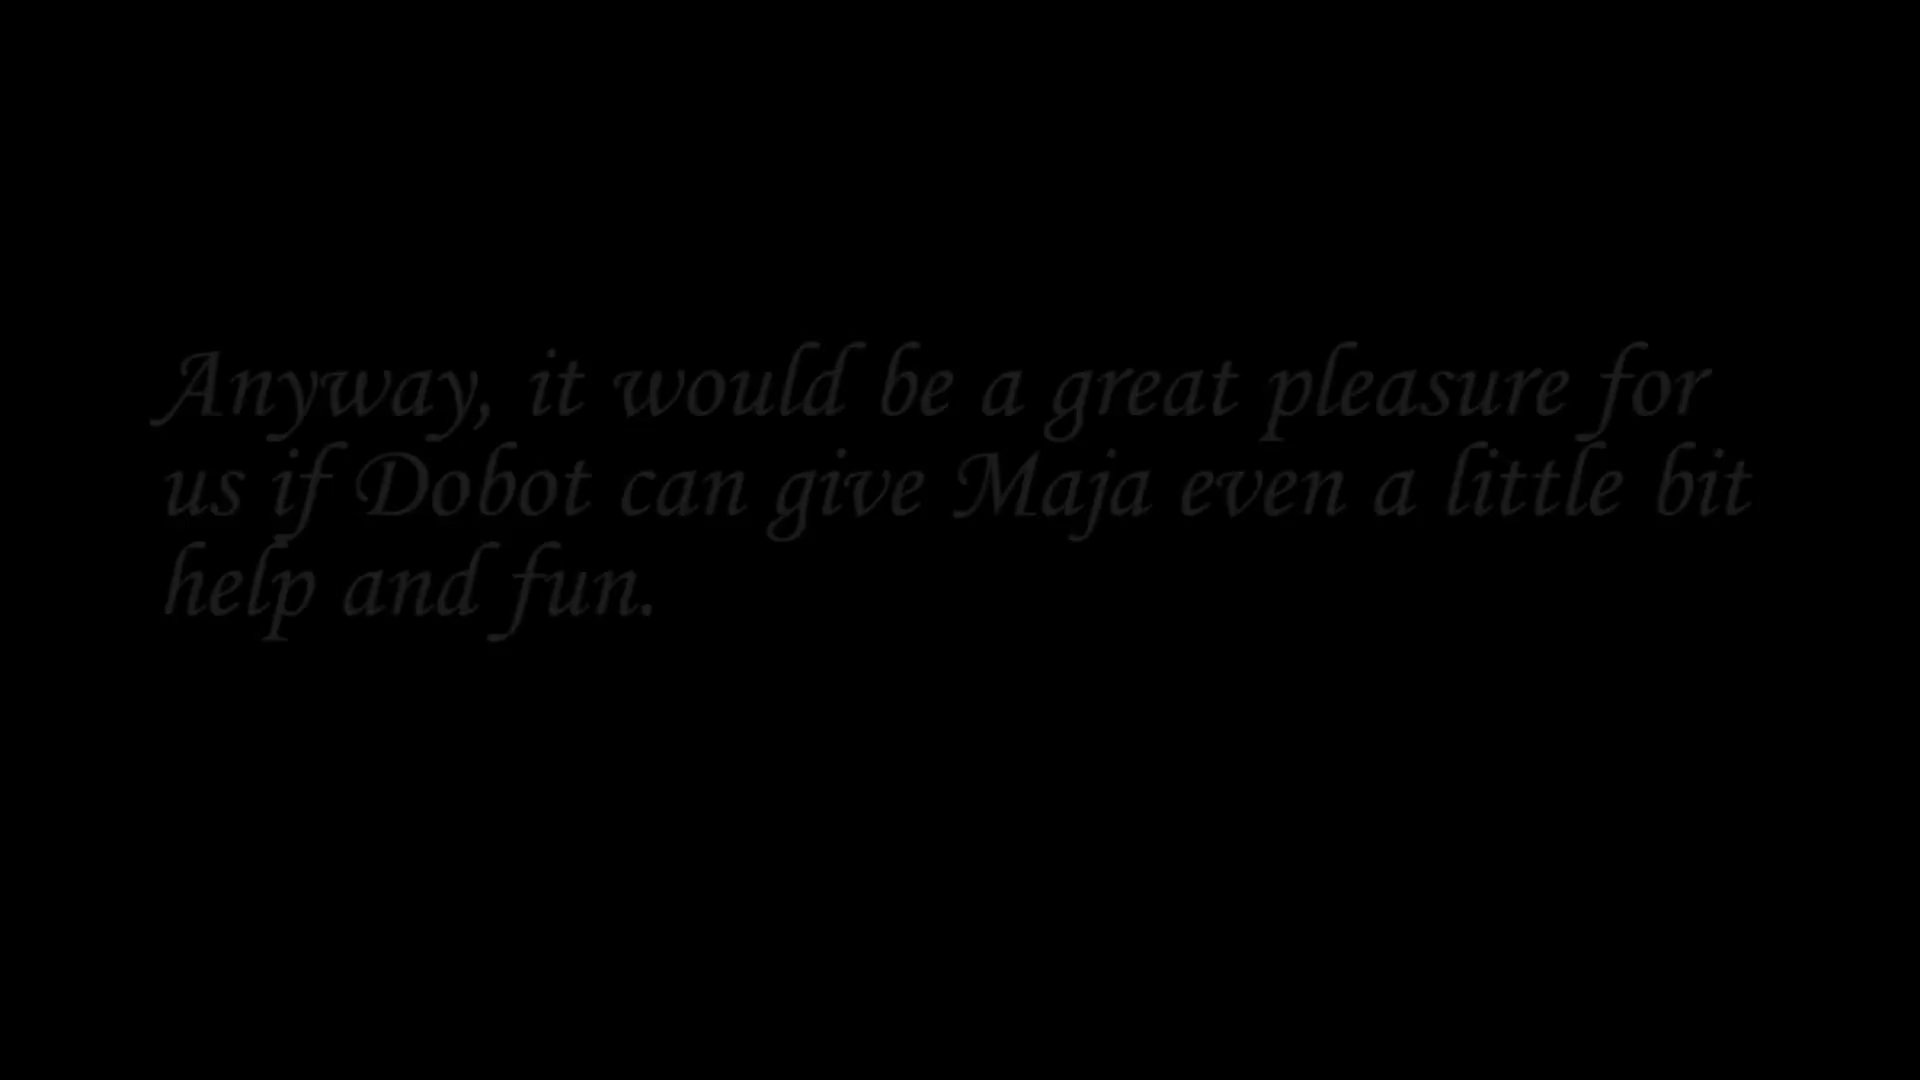 Anyway, it would be a great pleasure for
us if Dobot can give Maja even a little bit
help and fun.